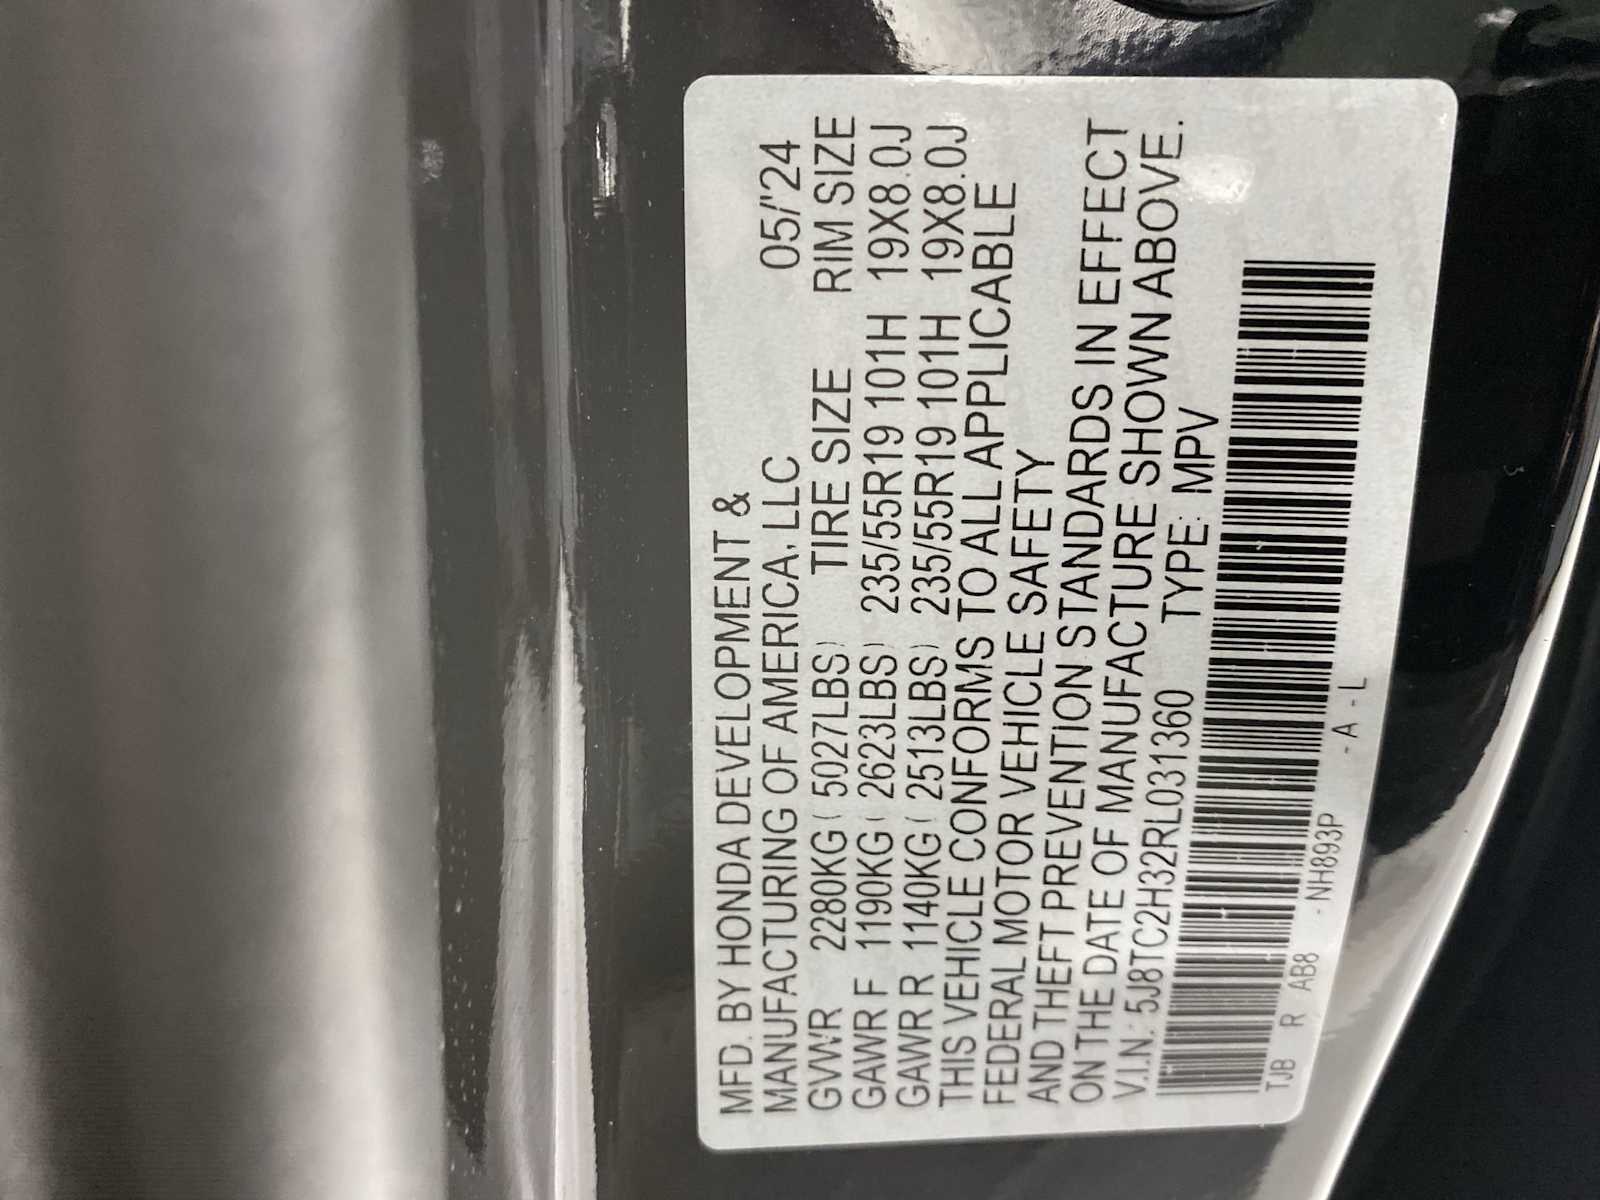 MFD. BY HONDA DEVELOPMENT &
MANUFACTURING OF AMERICA, LLC 05/'24
GVWR 2280KG ( 5027LBS) TIRE SIZE RIM SIZE
GAWR F 1190KG ( 2623LBS) 235/55R19 101H 19X8.0J
GAWR R 1140KG ( 2513LBS) 235/55R19 101H 19X8.0J
THIS VEHICLE CONFORMS TO ALL APPLICABLE
FEDERAL MOTOR VEHICLE SAFETY
AND THEFT PREVENTION STANDARDS IN EFFECT
ON THE DATE OF MANUFACTURE SHOWN ABOVE.
V.I.N.: 5J8TC2H32RL031360 TYPE: MPV
TJB R AB8 - NH893P - A - L